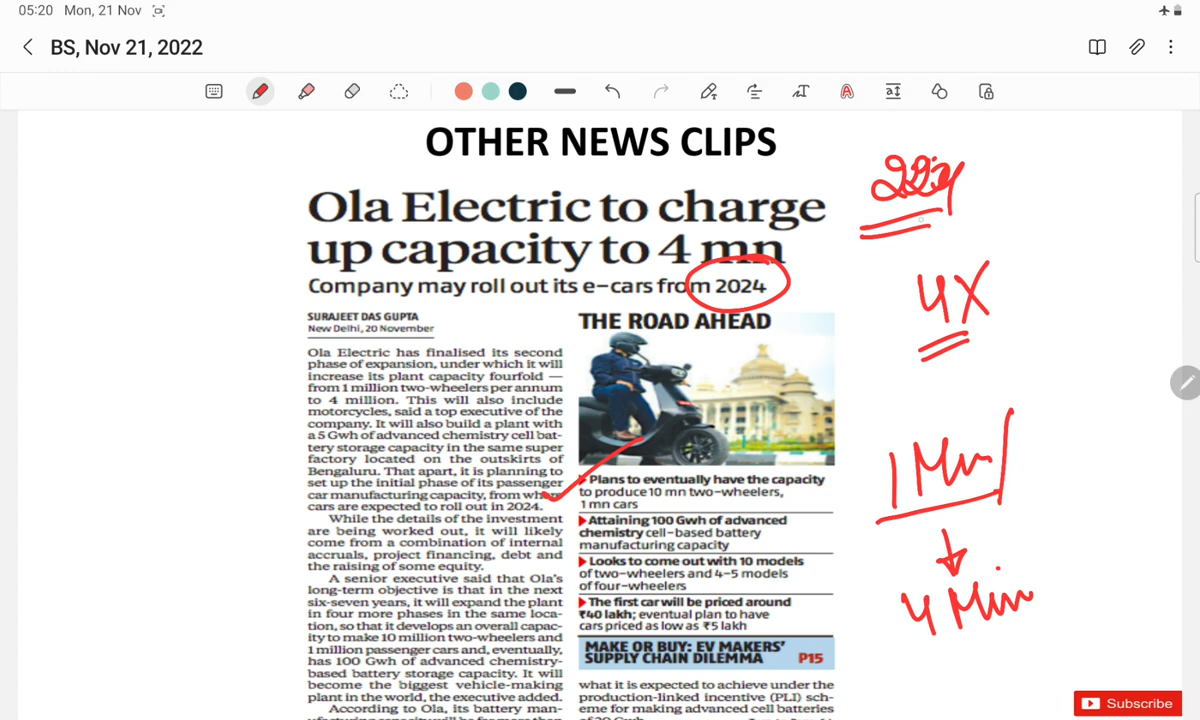 05:20 Mon, 21 Nov
BS, Nov 21, 2022
OTHER NEWS CLIPS
Ola Electric to charge
up capacity to 4 mn
Company may roll out its e-cars from 2024
SURAJEET DAS GUPTA
New Delhi, 20 November
Ola Electric has finalised its second
phase of expansion, under which it will
increase its plant capacity fourfold —
from 1 million two-wheelers per annum
to 4 million. This will also include
motorcycles, said a top executive of the
company. It will also build a plant with
a 5 Gwh of advanced chemistry cell bat-
tery storage capacity in the same super
factory located on the outskirts of
Bengaluru. That apart, it is planning to
set up the initial phase of its passenger
car manufacturing capacity, from where
cars are expected to roll out in 2024.
While the details of the investment
are being worked out, it will likely
come from a combination of internal
accruals, project financing, debt and
the raising of some equity.
A senior executive said that Ola's
long-term objective is that in the next
six-seven years, it will expand the plant
in four more phases in the same loca-
tion, so that it develops an overall capac-
ity to make 10 million two-wheelers and
1 million passenger cars and, eventually,
has 100 Gwh of advanced chemistry-
based battery storage capacity. It will
become the biggest vehicle-making
plant in the world, the executive added.
According to Ola, its battery man-
THE ROAD AHEAD
Plans to eventually have the capacity
to produce 10 mn two-wheelers,
1 mn cars
Attaining 100 Gwh of advanced
chemistry cell-based battery
manufacturing capacity
Looks to come out with 10 models
of two-wheelers and 4-5 models
of four-wheelers
The first car will be priced around
₹40 lakh; eventual plan to have
cars priced as low as ₹5 lakh
MAKE OR BUY: EV MAKERS'
SUPPLY CHAIN DILEMMA P15
what it is expected to achieve under the
production-linked incentive (PLI) sch-
eme for making advanced cell batteries
4X
1 Mn
4 Min
Subscribe